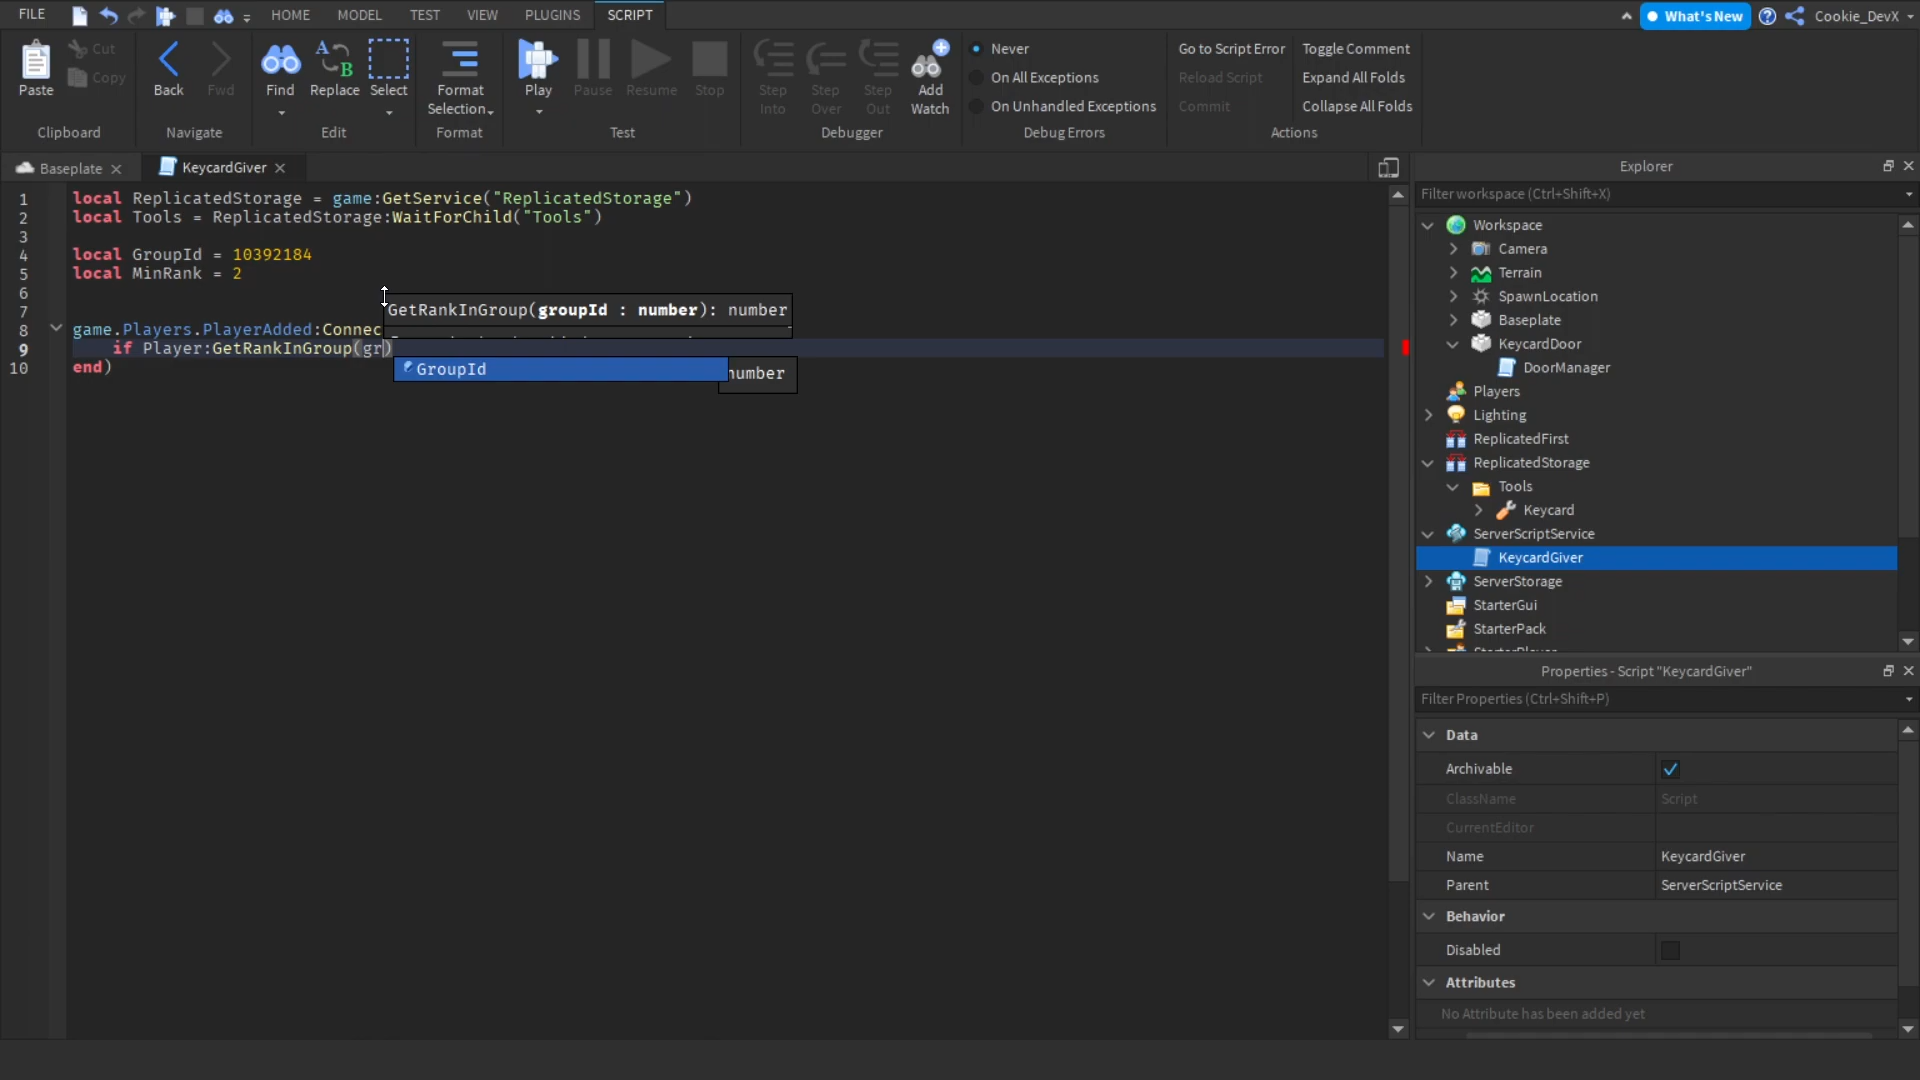 FILE HOME MODEL TEST VIEW PLUGINS SCRIPT What's New Cookie_DevX
Paste Cut Copy Clipboard
Back Fwd Navigate
Find Replace Select Edit
Format Selection Format
Play Pause Resume Stop Test
Step Into Step Over Step Out Add Watch Debugger
Never
On All Exceptions
On Unhandled Exceptions
Debug Errors
Go to Script Error Toggle Comment
Reload Script Expand All Folds
Commit Collapse All Folds
Actions
Baseplate KeycardGiver
1 local ReplicatedStorage = game:GetService("ReplicatedStorage")
2 local Tools = ReplicatedStorage:WaitForChild("Tools")
3
4 local GroupId = 10392184
5 local MinRank = 2
6
7
8 game.Players.PlayerAdded:Connec
9 if Player:GetRankInGroup(gr)
10 end)
GetRankInGroup(groupId : number): number
GroupId
number
Explorer
Filter workspace (Ctrl+Shift+X)
Workspace
Camera
Terrain
SpawnLocation
Baseplate
KeycardDoor
DoorManager
Players
Lighting
ReplicatedFirst
ReplicatedStorage
Tools
Keycard
ServerScriptService
KeycardGiver
ServerStorage
StarterGui
StarterPack
StarterPlayer
Properties - Script "KeycardGiver"
Filter Properties (Ctrl+Shift+P)
Data
Archivable
ClassName Script
CurrentEditor
Name KeycardGiver
Parent ServerScriptService
Behavior
Disabled
Attributes
No Attribute has been added yet